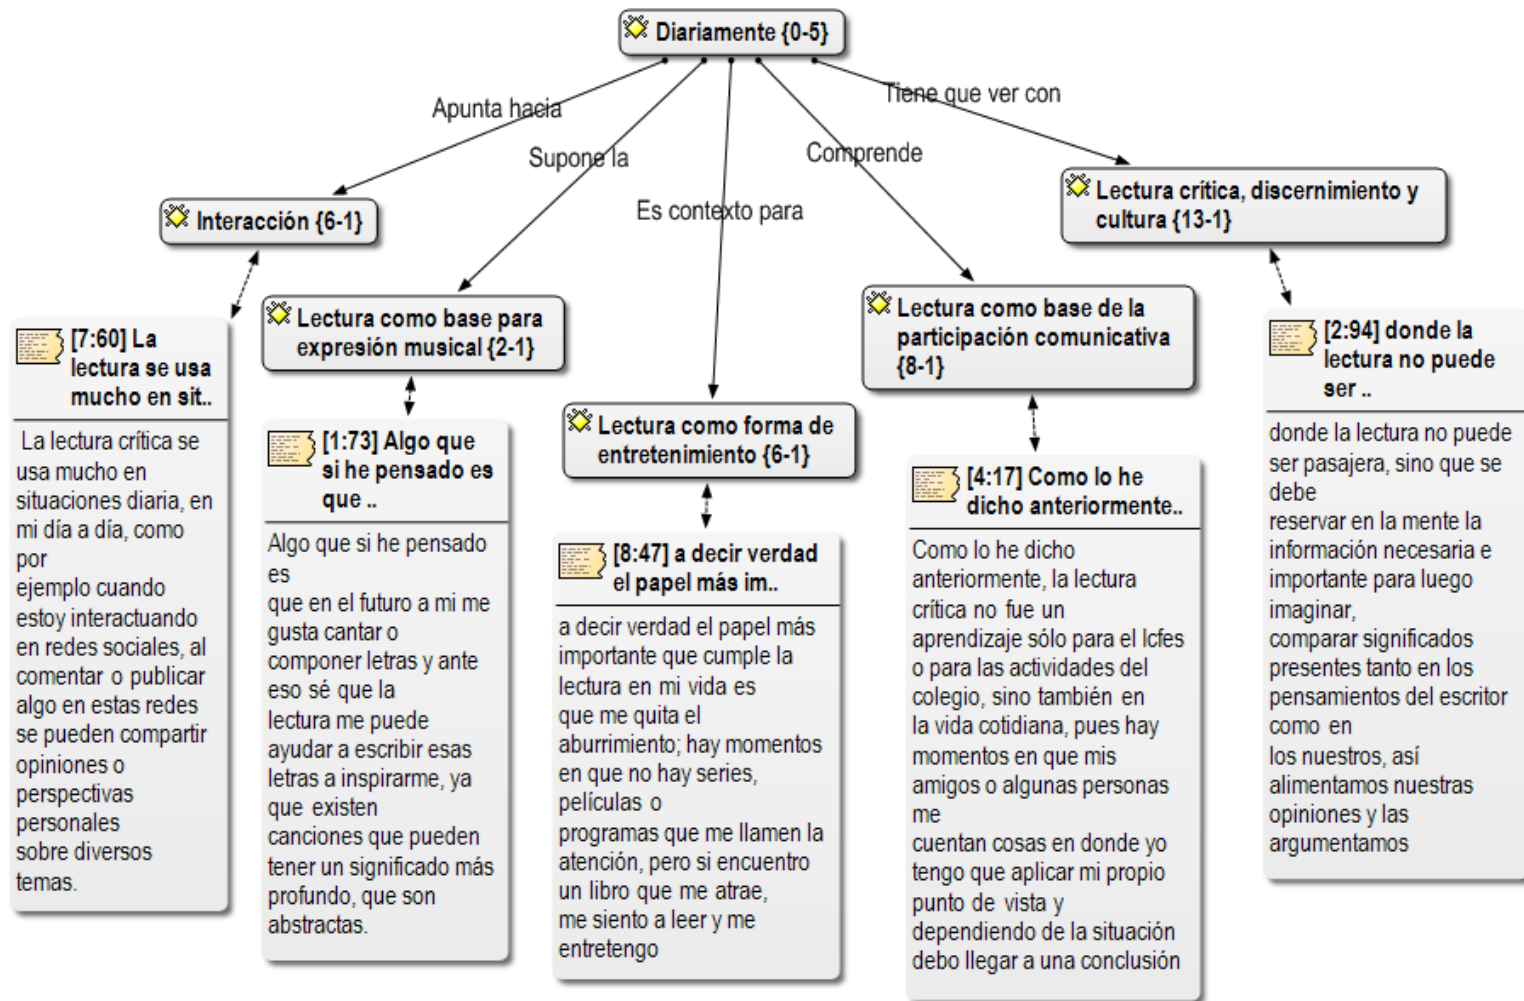 Diariamente {0-5}
Apunta hacia
Supone la
Es contexto para
Comprende
Tiene que ver con
Interacción {6-1}
[7:60] La
lectura se usa
mucho en sit..
La lectura crítica se
usa mucho en
situaciones diaria, en
mi día a día, como
por
ejemplo cuando
estoy interactuando
en redes sociales, al
comentar o publicar
algo en estas redes
se pueden compartir
opiniones o
perspectivas
personales
sobre diversos
temas.
Lectura como base para
expresión musical {2-1}
[1:73] Algo que
si he pensado es
que ..
Algo que si he pensado
es
que en el futuro a mi me
gusta cantar o
componer letras y ante
eso sé que la
lectura me puede
ayudar a escribir esas
letras a inspirarme, ya
que existen
canciones que pueden
tener un significado más
profundo, que son
abstractas.
Lectura como forma de
entretenimiento {6-1}
[8:47] a decir verdad
el papel más im..
a decir verdad el papel más
importante que cumple la
lectura en mi vida es
que me quita el
aburrimiento; hay momentos
en que no hay series,
películas o
programas que me llamen la
atención, pero si encuentro
un libro que me atrae,
me siento a leer y me
entretengo
Lectura como base de la
participación comunicativa
{8-1}
[4:17] Como lo he
dicho anteriormente..
Como lo he dicho
anteriormente, la lectura
crítica no fue un
aprendizaje sólo para el Icfes
o para las actividades del
colegio, sino también en
la vida cotidiana, pues hay
momentos en que mis
amigos o algunas personas
me
cuentan cosas en donde yo
tengo que aplicar mi propio
punto de vista y
dependiendo de la situación
debo llegar a una conclusión
Lectura crítica, discernimiento y
cultura {13-1}
[2:94] donde la
lectura no puede
ser ..
donde la lectura no puede
ser pasajera, sino que se
debe
reservar en la mente la
información necesaria e
importante para luego
imaginar,
comparar significados
presentes tanto en los
pensamientos del escritor
como en
los nuestros, así
alimentamos nuestras
opiniones y las
argumentamos